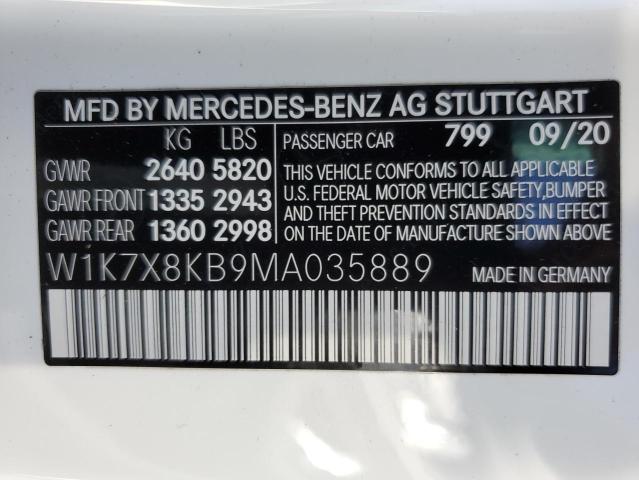 MFD BY MERCEDES-BENZ AG STUTTGART
KG LBS
GVWR 2640 5820
GAWR FRONT 1335 2943
GAWR REAR 1360 2998
PASSENGER CAR 799 09/20
THIS VEHICLE CONFORMS TO ALL APPLICABLE
U.S. FEDERAL MOTOR VEHICLE SAFETY, BUMPER
AND THEFT PREVENTION STANDARDS IN EFFECT
ON THE DATE OF MANUFACTURE SHOWN ABOVE
W1K7X8KB9MA035889 MADE IN GERMANY